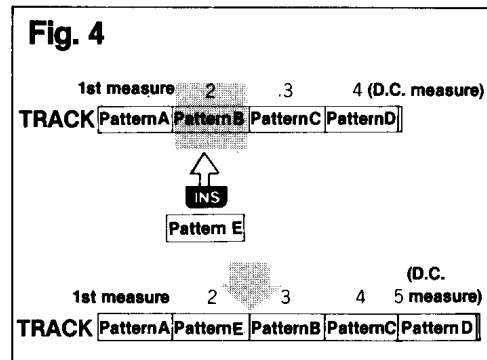 Fig. 4
1st measure 2 .3 4 (D.C. measure)
TRACK PatternA PatternB PatternC PatternD
INS
Pattern E
(D.C.
1st measure 2 3 4 5 measure)
TRACK PatternA PatternE PatternB PatternC Pattern D